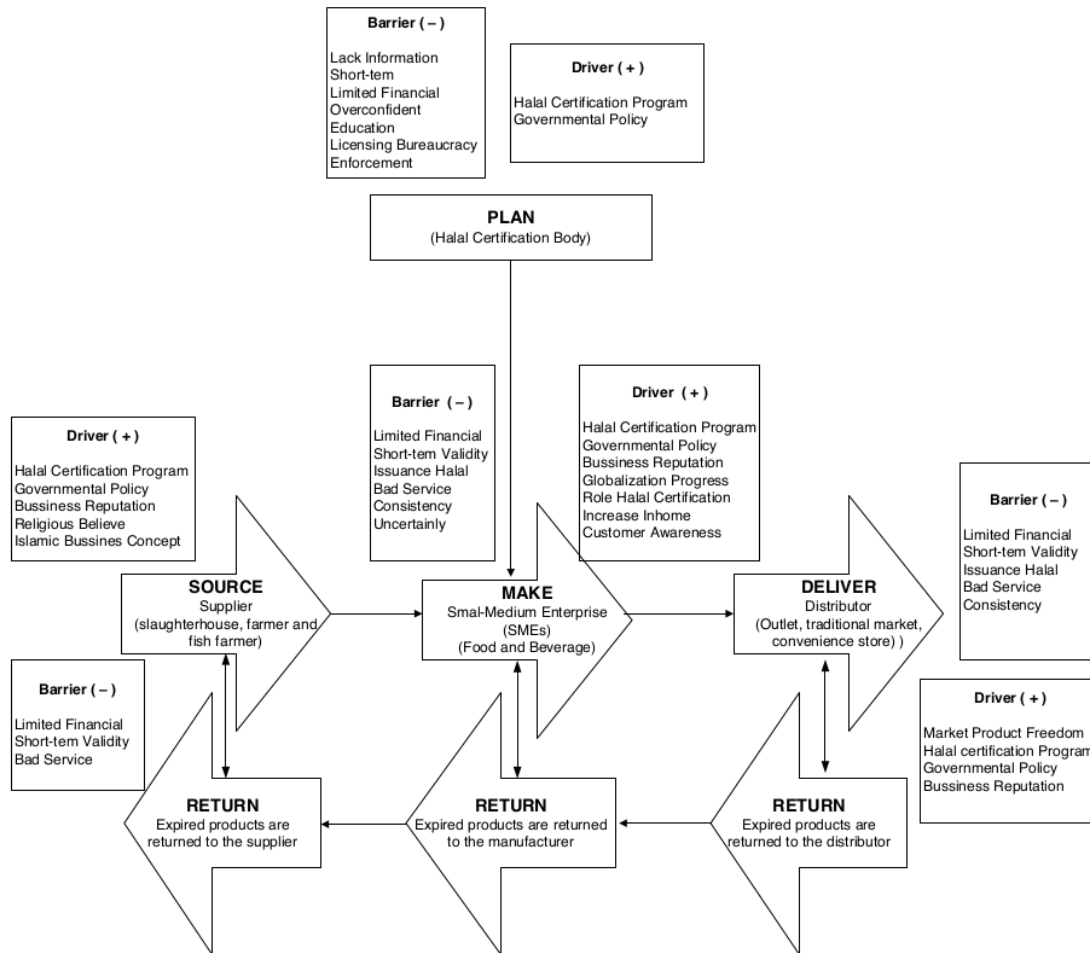 Barrier ( – )
Lack Information
Short-tem
Limited Financial
Overconfident
Education
Licensing Bureaucracy
Enforcement
Driver ( + )
Halal Certification Program
Governmental Policy
PLAN
(Halal Certification Body)
Driver ( + )
Halal Certification Program
Governmental Policy
Bussiness Reputation
Religious Believe
Islamic Bussines Concept
Barrier ( – )
Limited Financial
Short-tem Validity
Issuance Halal
Bad Service
Consistency
Uncertainly
Driver ( + )
Halal Certification Program
Governmental Policy
Bussiness Reputation
Globalization Progress
Role Halal Certification
Increase Inhome
Customer Awareness
Barrier ( – )
Limited Financial
Short-tem Validity
Issuance Halal
Bad Service
Consistency
SOURCE
Supplier
(slaughterhouse, farmer and
fish farmer)
MAKE
Smal-Medium Enterprise
(SMEs)
(Food and Beverage)
DELIVER
Distributor
(Outlet, traditional market,
convenience store) )
Barrier ( – )
Limited Financial
Short-tem Validity
Bad Service
Driver ( + )
Market Product Freedom
Halal certification Program
Governmental Policy
Bussiness Reputation
RETURN
Expired products are
returned to the supplier
RETURN
Expired products are returned
to the manufacturer
RETURN
Expired products are
returned to the distributor